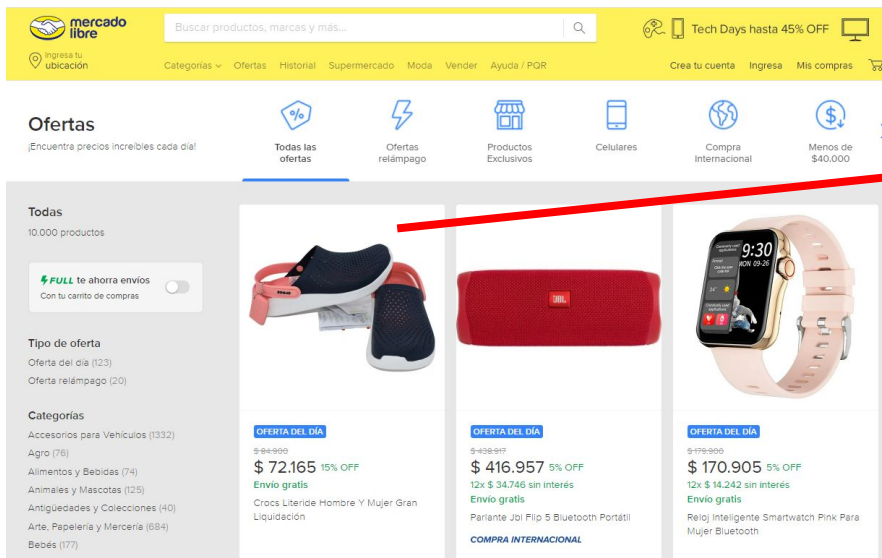 mercado
libre
Buscar productos, marcas y más...
Tech Days hasta 45% OFF
Ingresa tu
ubicación
Categorías Ofertas Historial Supermercado Moda Vender Ayuda / PQR
Crea tu cuenta Ingresa Mis compras
Ofertas
¡Encuentra precios increíbles cada día!
%
Todas las
ofertas
Ofertas
relámpago
Productos
Exclusivos
Celulares
Compra
Internacional
$
Menos de
$40.000
Todas
10.000 productos
FULL te ahorra envíos
Con tu carrito de compras
Tipo de oferta
Oferta del día (123)
Oferta relámpago (20)
Categorías
Accesorios para Vehículos (1332)
Agro (76)
Alimentos y Bebidas (74)
Animales y Mascotas (125)
Antigüedades y Colecciones (40)
Arte, Papelería y Mercería (684)
Bebés (177)
OFERTA DEL DÍA
$ 84.900
$ 72.165 15% OFF
Envío gratis
Crocs Literide Hombre Y Mujer Gran
Liquidación
JBL
OFERTA DEL DÍA
$ 438.917
$ 416.957 5% OFF
12x $ 34.746 sin interés
Envío gratis
Parlante Jbl Flip 5 Bluetooth Portátil
COMPRA INTERNACIONAL
9:30
MON 09-26
OFERTA DEL DÍA
$ 179.900
$ 170.905 5% OFF
12x $ 14.242 sin interés
Envío gratis
Reloj Inteligente Smartwatch Pink Para
Mujer Bluetooth